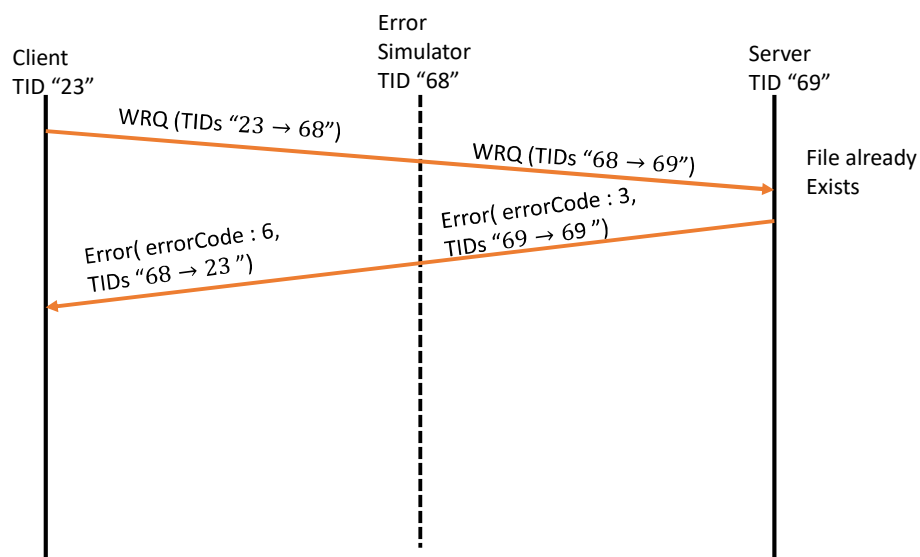 Client
TID “23”
Error
Simulator
TID “68”
Server
TID “69”
WRQ (TIDs “23 → 68”)
WRQ (TIDs “68 → 69”)
File already
Exists
Error( errorCode : 3,
TIDs “69 → 69 ”)
Error( errorCode : 6,
TIDs “68 → 23 ”)